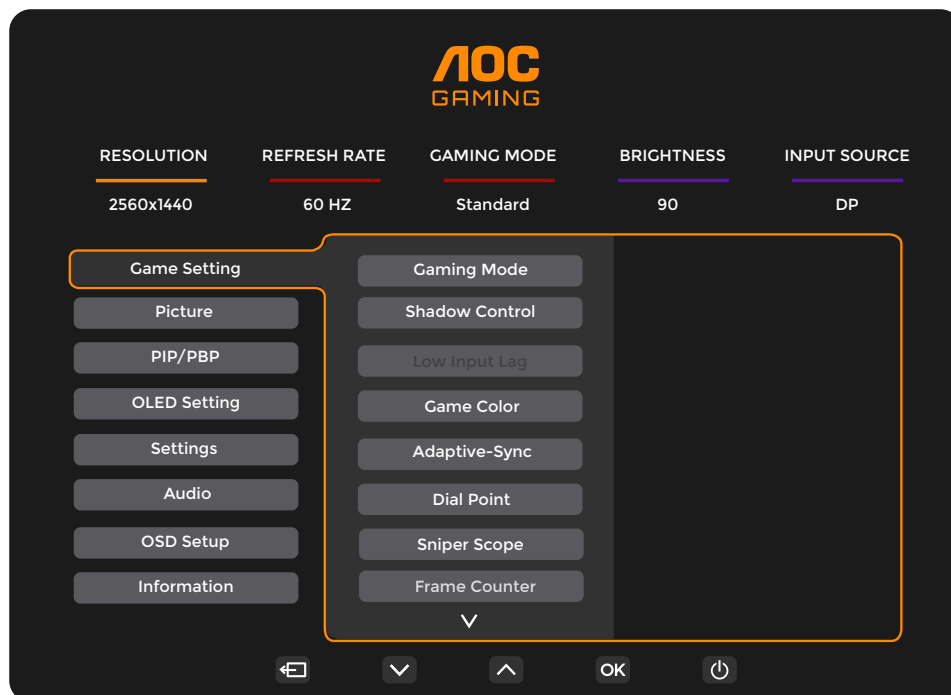 AOC
GAMING
RESOLUTION REFRESH RATE GAMING MODE BRIGHTNESS INPUT SOURCE
2560x1440 60 HZ Standard 90 DP
Game Setting
Picture
PIP/PBP
OLED Setting
Settings
Audio
OSD Setup
Information
Gaming Mode
Shadow Control
Low Input Lag
Game Color
Adaptive-Sync
Dial Point
Sniper Scope
Frame Counter
OK